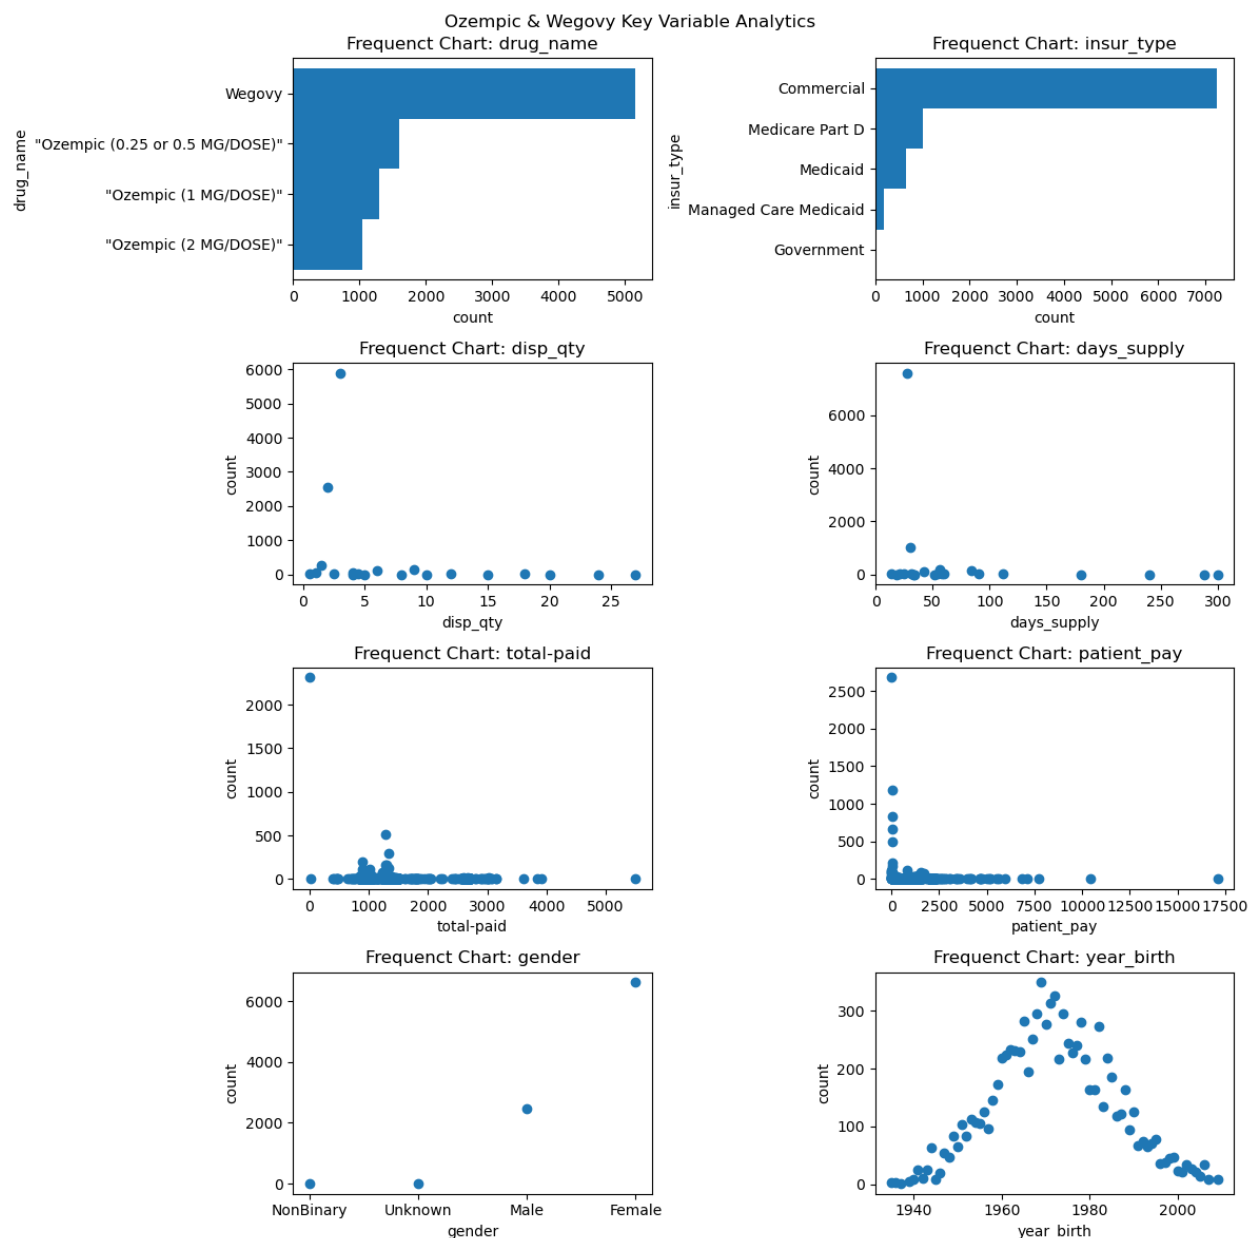 Ozempic & Wegovy Key Variable Analytics
Frequenct Chart: drug_name
drug_name
Wegovy
"Ozempic (0.25 or 0.5 MG/DOSE)"
"Ozempic (1 MG/DOSE)"
"Ozempic (2 MG/DOSE)"
0 1000 2000 3000 4000 5000
count
Frequenct Chart: insur_type
insur_type
Commercial
Medicare Part D
Medicaid
Managed Care Medicaid
Government
0 1000 2000 3000 4000 5000 6000 7000
count
Frequenct Chart: disp_qty
count
6000
5000
4000
3000
2000
1000
0
0 5 10 15 20 25
disp_qty
Frequenct Chart: days_supply
count
6000
4000
2000
0
0 50 100 150 200 250 300
days_supply
Frequenct Chart: total-paid
count
2000
1500
1000
500
0
0 1000 2000 3000 4000 5000
total-paid
Frequenct Chart: patient_pay
count
2500
2000
1500
1000
500
0
0 2500 5000 7500 10000 12500 15000 17500
patient_pay
Frequenct Chart: gender
count
6000
4000
2000
0
NonBinary Unknown Male Female
gender
Frequenct Chart: year_birth
count
300
200
100
0
1940 1960 1980 2000
year_birth